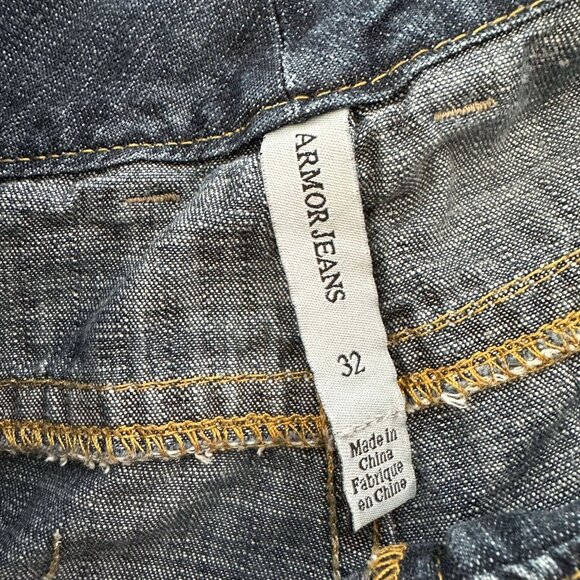 ARMOR JEANS
32
Made in
China
Fabrique
en Chine